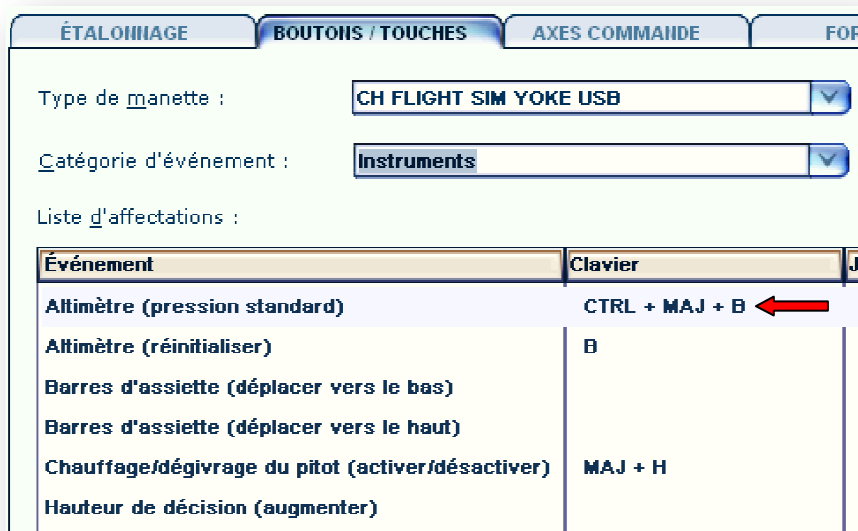 ÉTALONNAGE BOUTONS / TOUCHES AXES COMMANDE FOR
Type de manette : CH FLIGHT SIM YOKE USB
Catégorie d'événement : Instruments
Liste d'affectations :
Événement Clavier J
Altimètre (pression standard) CTRL + MAJ + B
Altimètre (réinitialiser) B
Barres d'assiette (déplacer vers le bas)
Barres d'assiette (déplacer vers le haut)
Chauffage/dégivrage du pitot (activer/désactiver) MAJ + H
Hauteur de décision (augmenter)